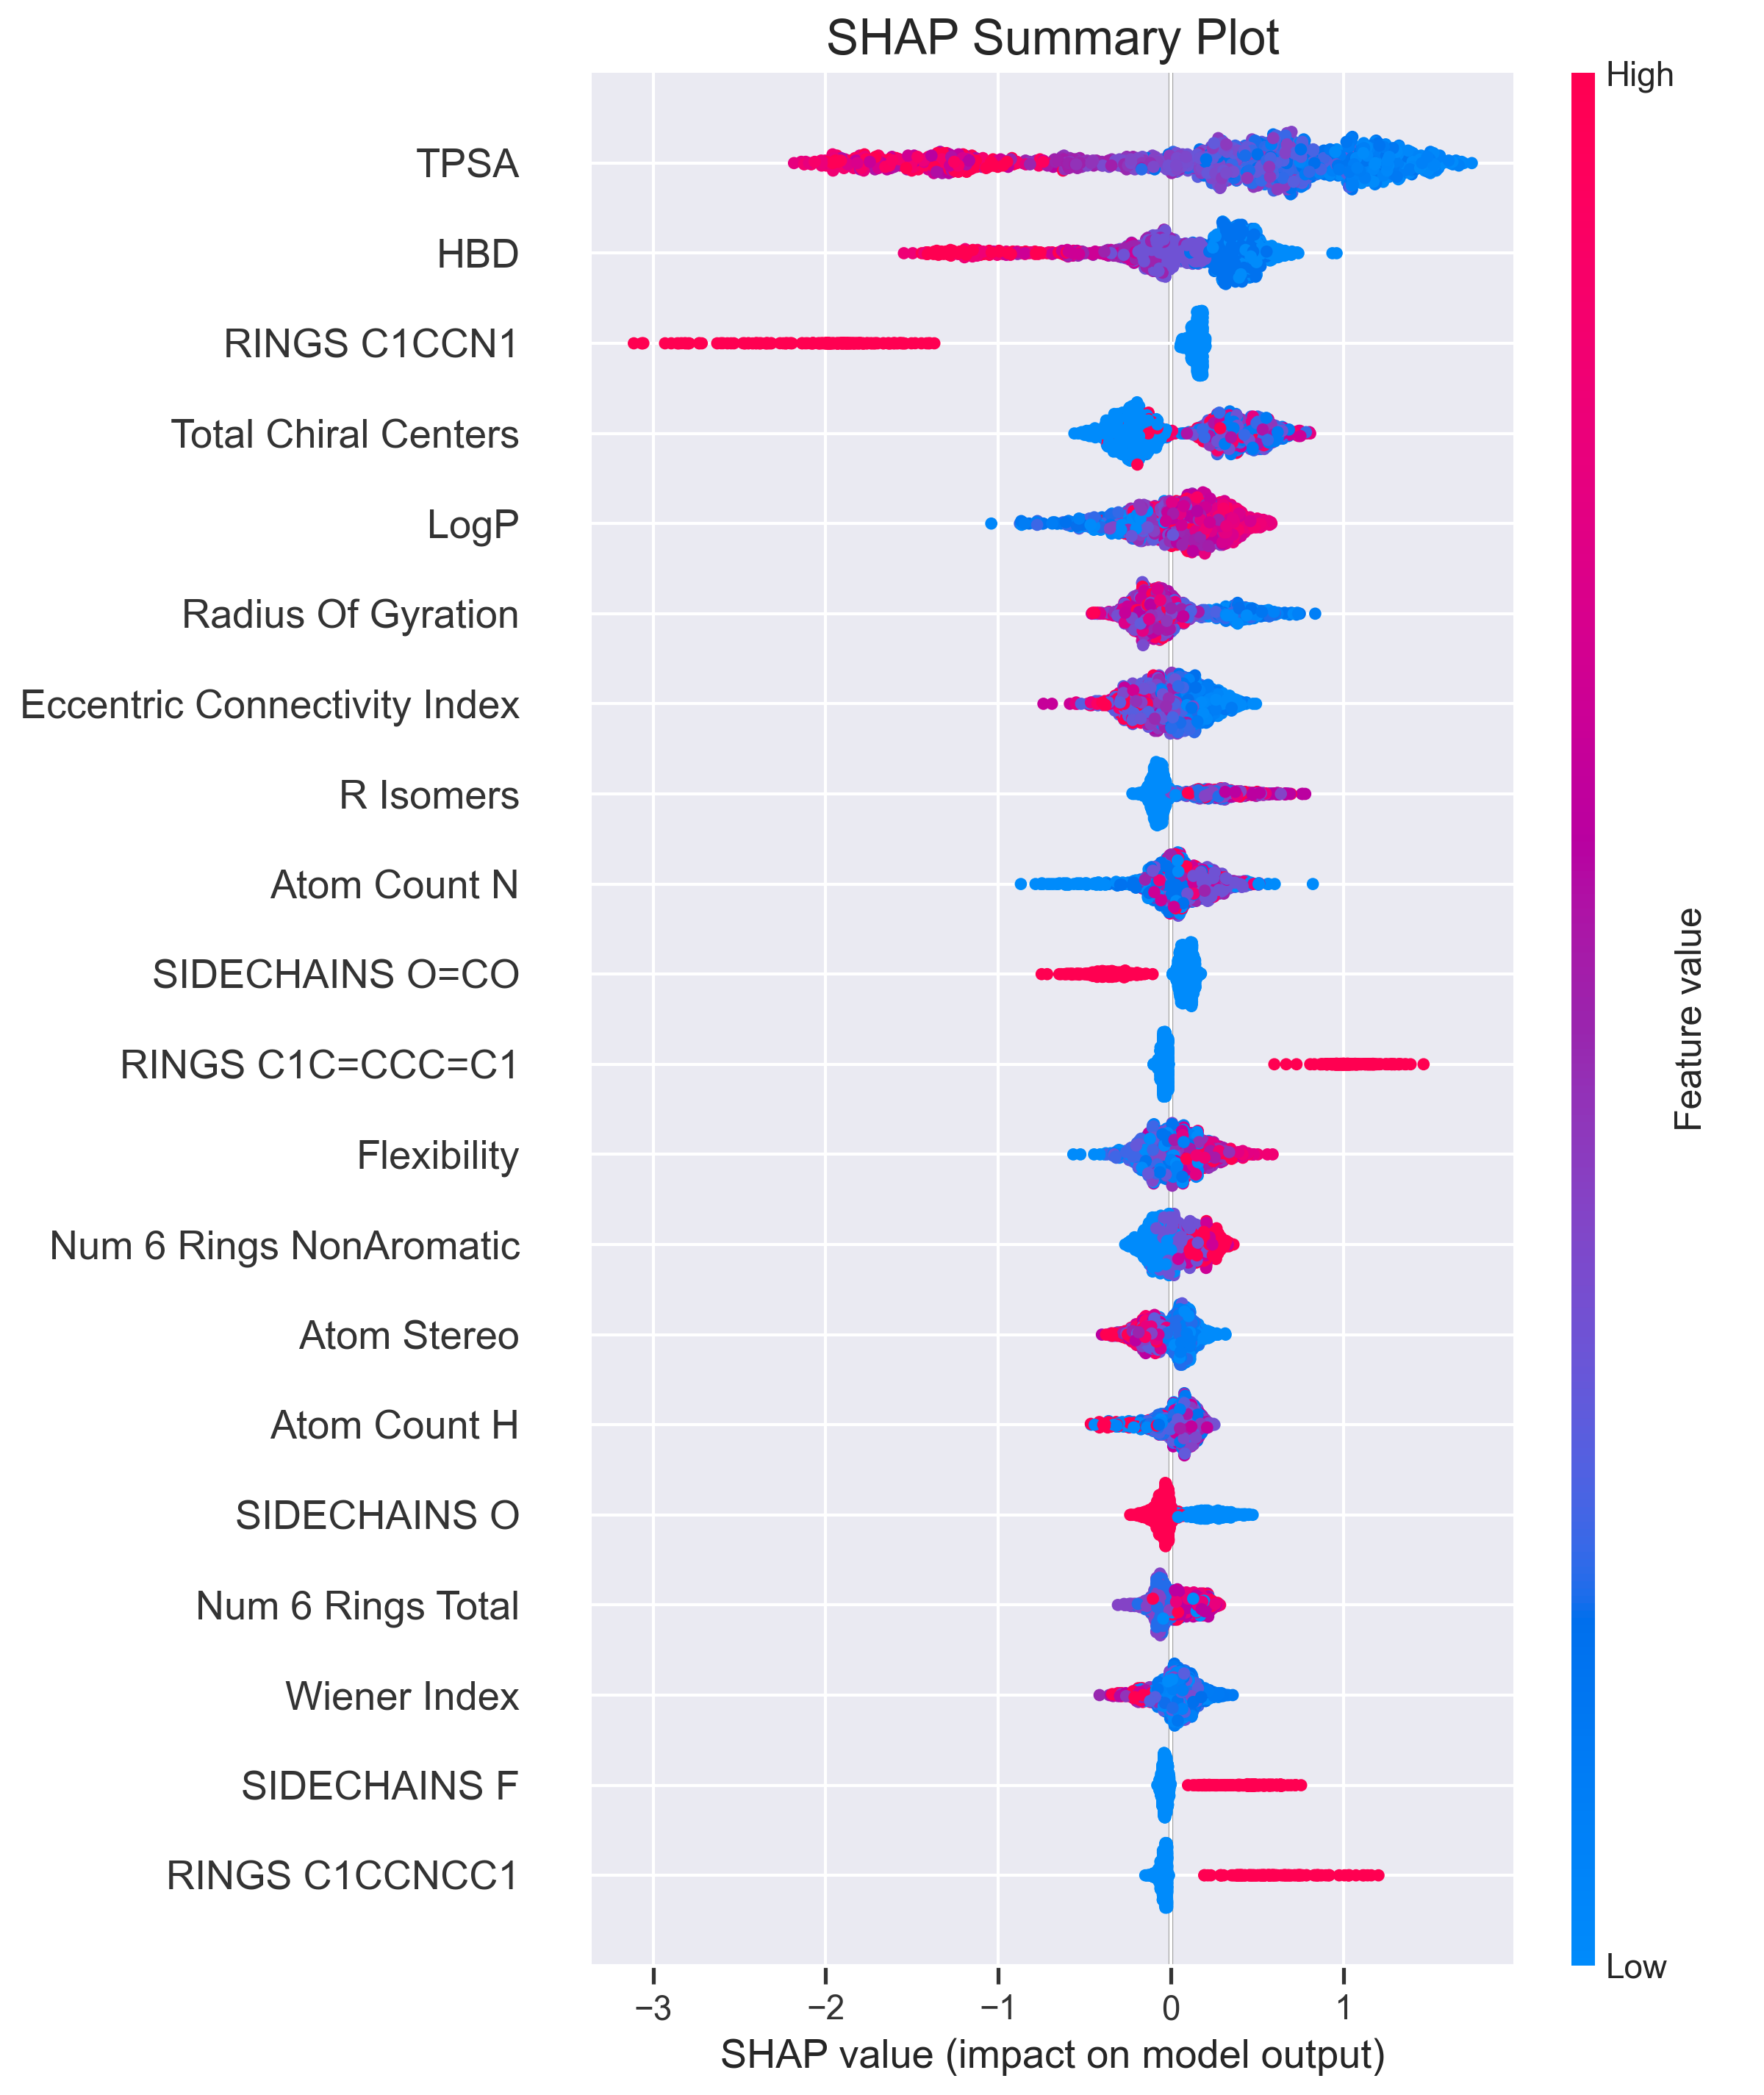 SHAP Summary Plot
High
TPSA
HBD
RINGS C1CCN1
Total Chiral Centers
LogP
Radius Of Gyration
Eccentric Connectivity Index
R Isomers
Atom Count N
SIDECHAINS O=CO
RINGS C1C=CCC=C1
Flexibility
Num 6 Rings NonAromatic
Atom Stereo
Atom Count H
SIDECHAINS O
Num 6 Rings Total
Wiener Index
SIDECHAINS F
RINGS C1CCNCC1
Feature value
Low
−3 −2 −1 0 1
SHAP value (impact on model output)